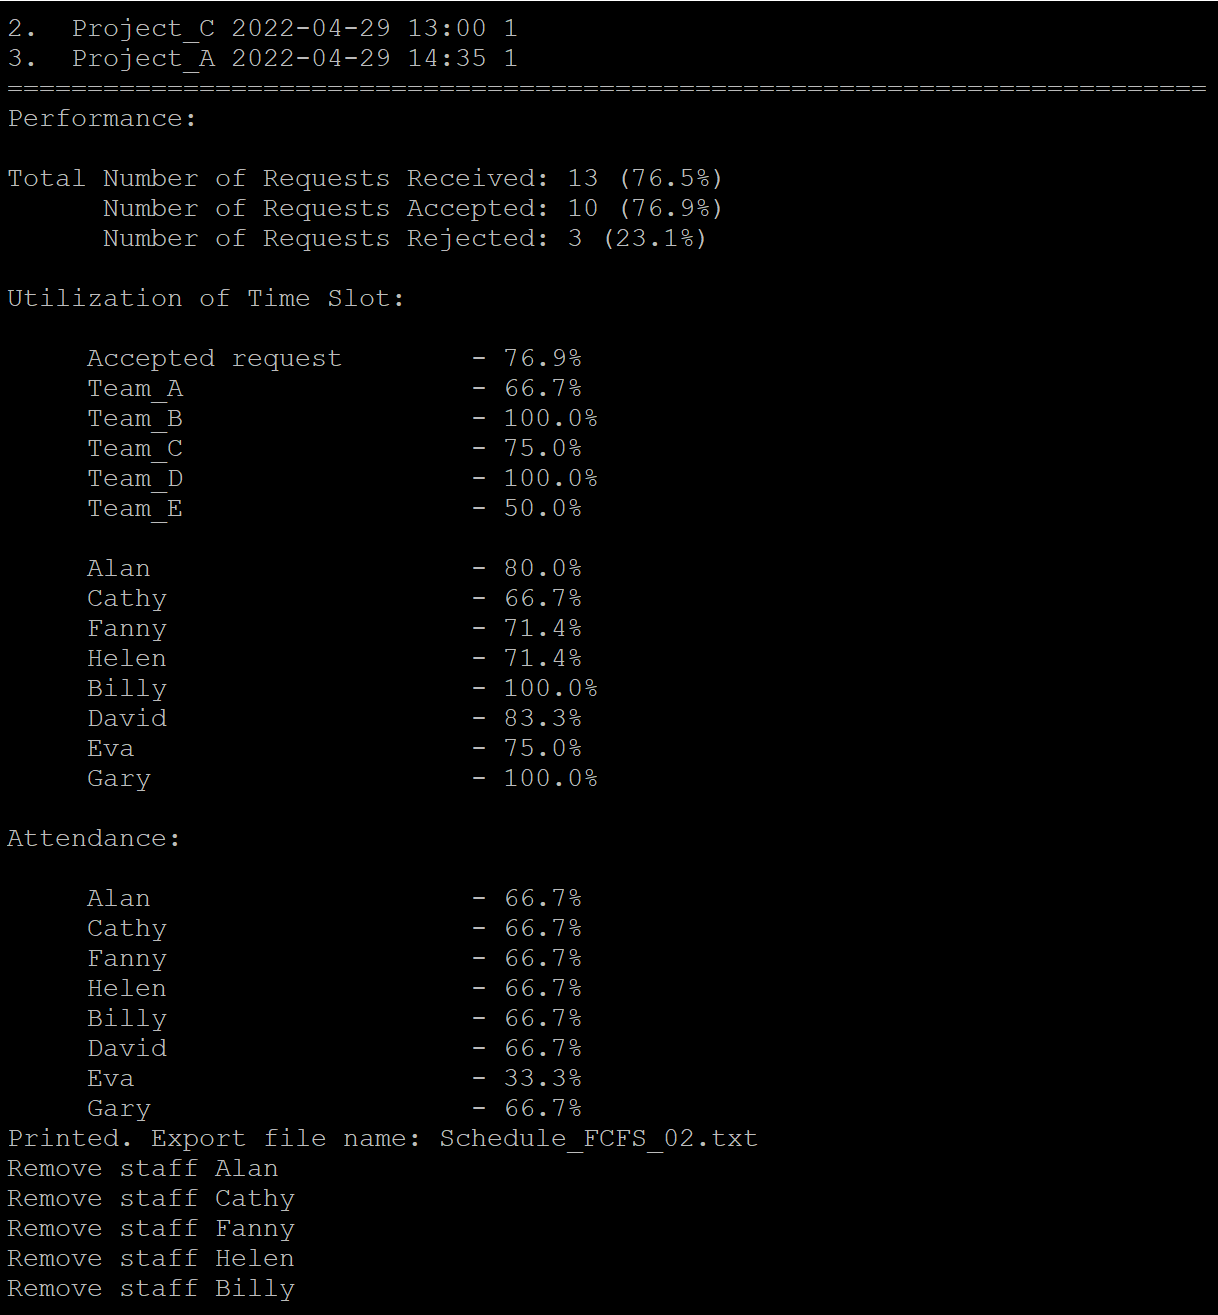 2.  Project_C 2022-04-29 13:00 1
3.  Project_A 2022-04-29 14:35 1
===========================================================================
Performance:
Total Number of Requests Received: 13 (76.5%)
      Number of Requests Accepted: 10 (76.9%)
      Number of Requests Rejected: 3 (23.1%)
Utilization of Time Slot:
     Accepted request        - 76.9%
     Team_A                  - 66.7%
     Team_B                  - 100.0%
     Team_C                  - 75.0%
     Team_D                  - 100.0%
     Team_E                  - 50.0%
     Alan                    - 80.0%
     Cathy                   - 66.7%
     Fanny                   - 71.4%
     Helen                   - 71.4%
     Billy                   - 100.0%
     David                   - 83.3%
     Eva                     - 75.0%
     Gary                    - 100.0%
Attendance:
     Alan                    - 66.7%
     Cathy                   - 66.7%
     Fanny                   - 66.7%
     Helen                   - 66.7%
     Billy                   - 66.7%
     David                   - 66.7%
     Eva                     - 33.3%
     Gary                    - 66.7%
Printed. Export file name: Schedule_FCFS_02.txt
Remove staff Alan
Remove staff Cathy
Remove staff Fanny
Remove staff Helen
Remove staff Billy